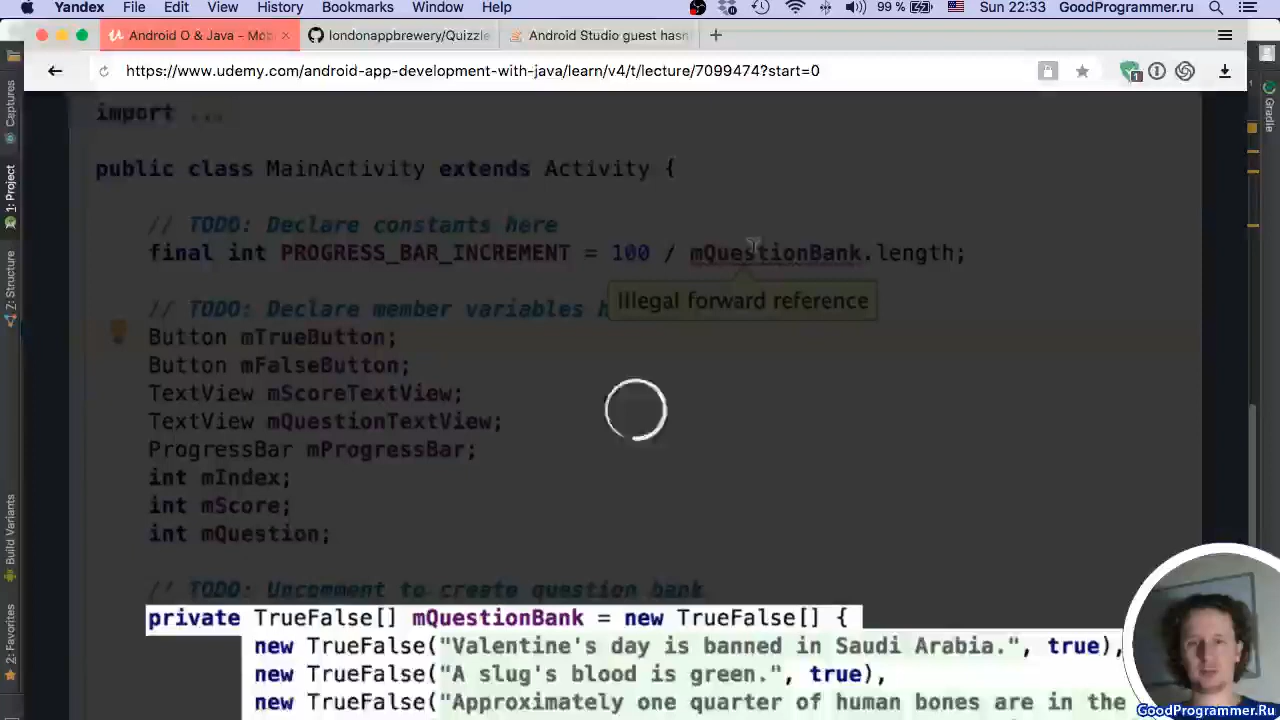 Yandex File Edit View History Bookmarks Window Help 99 % Sun 22:33 GoodProgrammer.ru
Android O & Java – Mob × londonappbrewery/Quizzle Android Studio guest hasn
https://www.udemy.com/android-app-development-with-java/learn/v4/t/lecture/7099474?start=0
1
Captures
1: Project
Z: Structure
Build Variants
2: Favorites
Gradle
import ...
public class MainActivity extends Activity {
// TODO: Declare constants here
final int PROGRESS_BAR_INCREMENT = 100 / mQuestionBank.length;
Illegal forward reference
// TODO: Declare member variables h
Button mTrueButton;
Button mFalseButton;
TextView mScoreTextView;
TextView mQuestionTextView;
ProgressBar mProgressBar;
int mIndex;
int mScore;
int mQuestion;
// TODO: Uncomment to create question bank
private TrueFalse[] mQuestionBank = new TrueFalse[] {
new TrueFalse("Valentine's day is banned in Saudi Arabia.", true),
new TrueFalse("A slug's blood is green.", true),
new TrueFalse("Approximately one quarter of human bones are in the
GoodProgrammer.Ru